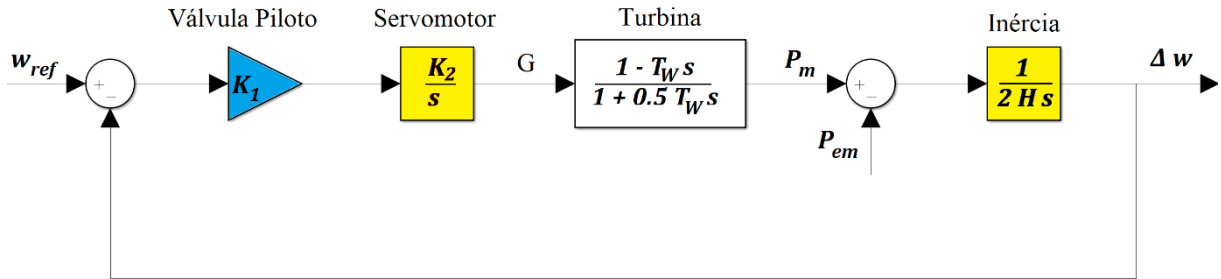 Válvula Piloto
Servomotor
Turbina
Inércia
w_ref
+
−
K_1
K_2
s
G
1 - T_W s
1 + 0.5 T_W s
P_m
+
−
P_em
1
2 H s
Δ w